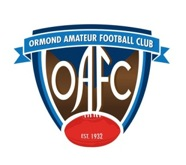 ORMOND AMATEUR FOOTBALL CLUB
OAFC
EST. 1932